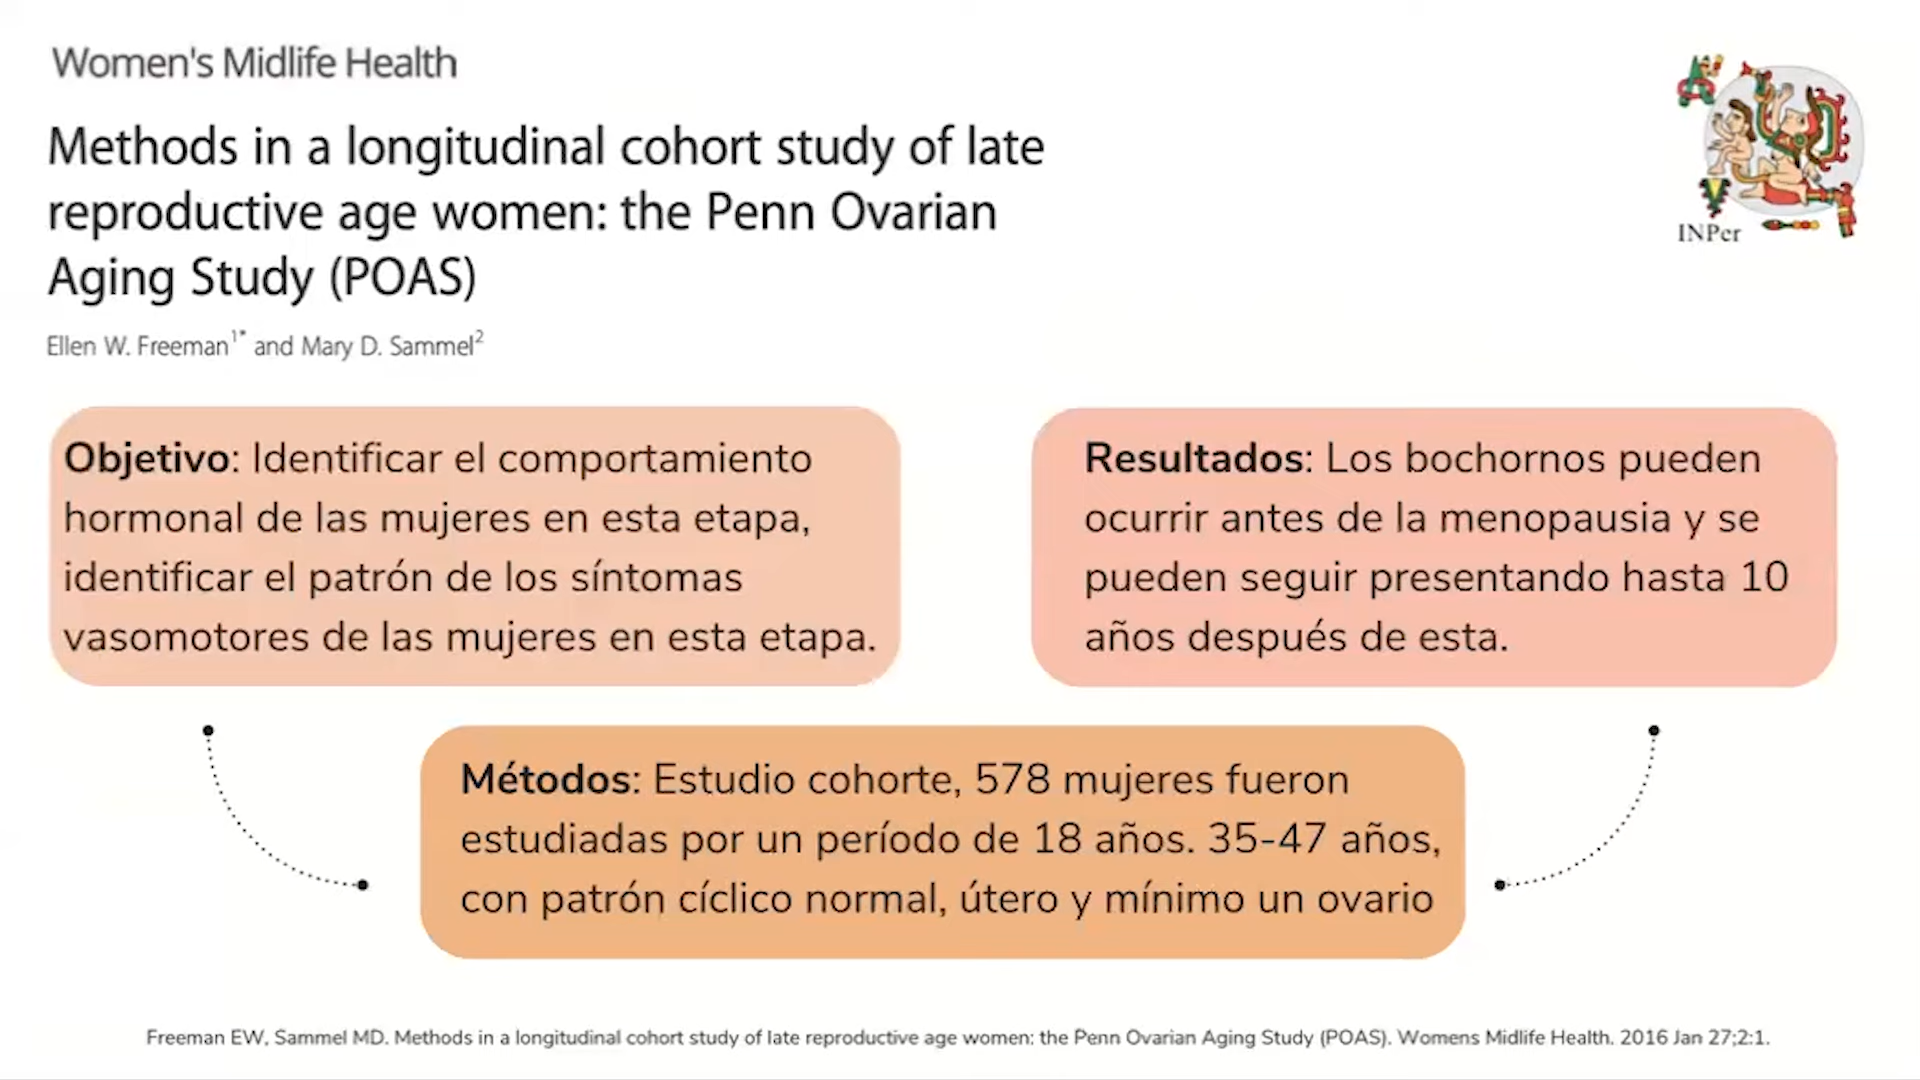 Women's Midlife Health
Methods in a longitudinal cohort study of late
reproductive age women: the Penn Ovarian
Aging Study (POAS)
Ellen W. Freeman1* and Mary D. Sammel2
INPer
Objetivo: Identificar el comportamiento
hormonal de las mujeres en esta etapa,
identificar el patrón de los síntomas
vasomotores de las mujeres en esta etapa.
Resultados: Los bochornos pueden
ocurrir antes de la menopausia y se
pueden seguir presentando hasta 10
años después de esta.
Métodos: Estudio cohorte, 578 mujeres fueron
estudiadas por un período de 18 años. 35-47 años,
con patrón cíclico normal, útero y mínimo un ovario
Freeman EW, Sammel MD. Methods in a longitudinal cohort study of late reproductive age women: the Penn Ovarian Aging Study (POAS). Womens Midlife Health. 2016 Jan 27;2:1.